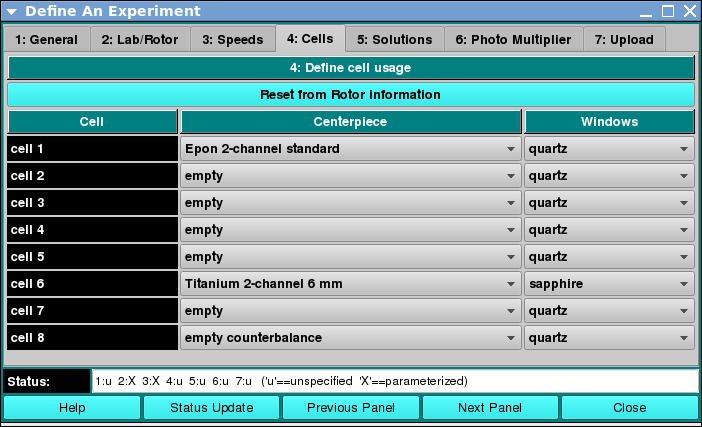 Define An Experiment
1: General 2: Lab/Rotor 3: Speeds 4: Cells 5: Solutions 6: Photo Multiplier 7: Upload
4: Define cell usage
Reset from Rotor information
Cell Centerpiece Windows
cell 1 Epon 2-channel standard quartz
cell 2 empty quartz
cell 3 empty quartz
cell 4 empty quartz
cell 5 empty quartz
cell 6 Titanium 2-channel 6 mm sapphire
cell 7 empty quartz
cell 8 empty counterbalance quartz
Status: 1:u 2:X 3:X 4:u 5:u 6:u 7:u ('u'==unspecified 'X'==parameterized)
Help Status Update Previous Panel Next Panel Close